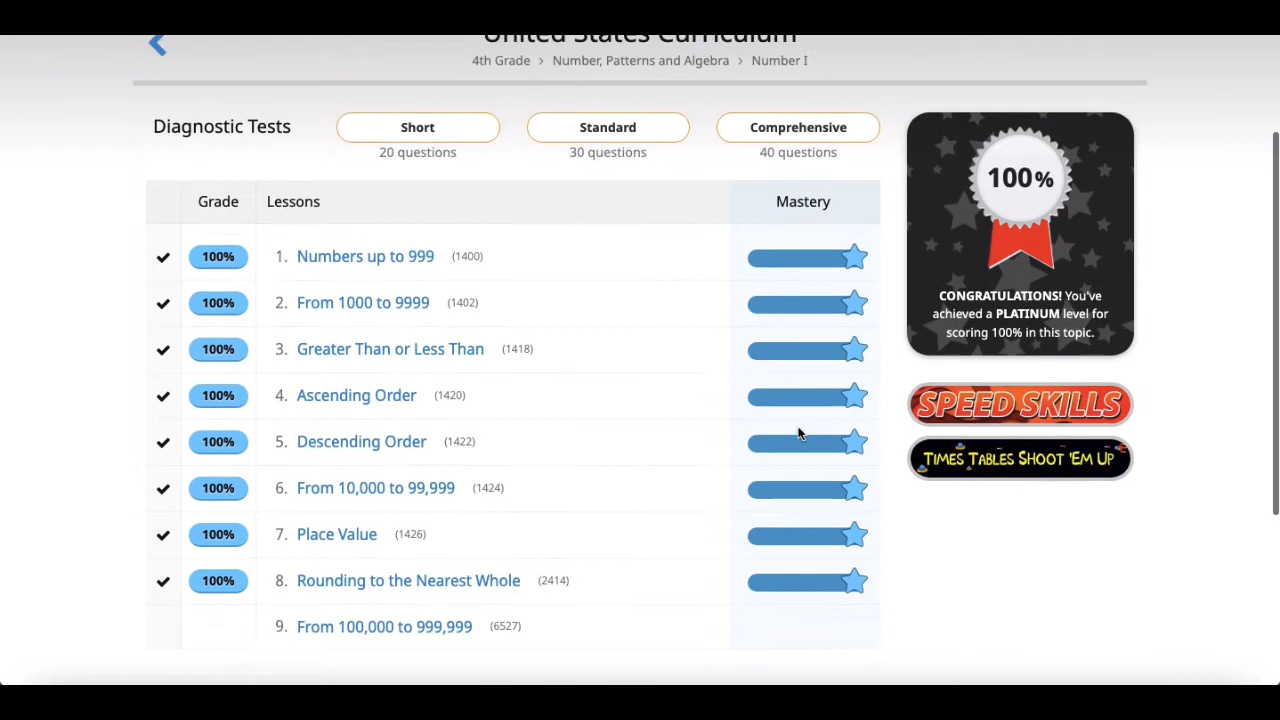 United States Curriculum
4th Grade > Number, Patterns and Algebra > Number I
Diagnostic Tests
Short
Standard
Comprehensive
20 questions
30 questions
40 questions
Grade
Lessons
Mastery
100% 1. Numbers up to 999 (1400)
100% 2. From 1000 to 9999 (1402)
100% 3. Greater Than or Less Than (1418)
100% 4. Ascending Order (1420)
100% 5. Descending Order (1422)
100% 6. From 10,000 to 99,999 (1424)
100% 7. Place Value (1426)
100% 8. Rounding to the Nearest Whole (2414)
9. From 100,000 to 999,999 (6527)
100%
CONGRATULATIONS! You've
achieved a PLATINUM level for
scoring 100% in this topic.
SPEED SKILLS
TIMES TABLES SHOOT 'EM UP